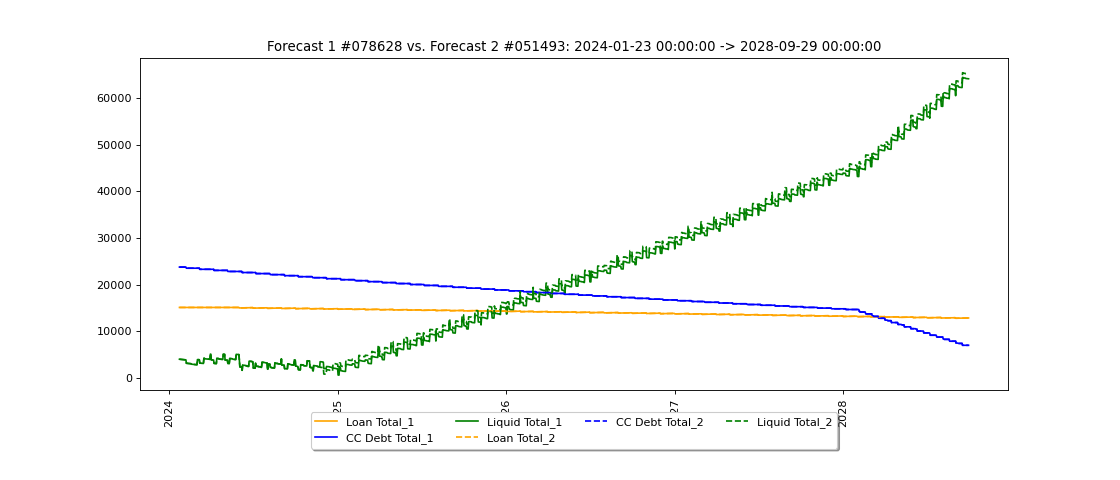 Forecast 1 #078628 vs. Forecast 2 #051493: 2024-01-23 00:00:00 -> 2028-09-29 00:00:00
60000
50000
40000
30000
20000
10000
0
2024
25
26
27
2028
Loan Total_1
Liquid Total_1
CC Debt Total_2
Liquid Total_2
CC Debt Total_1
Loan Total_2